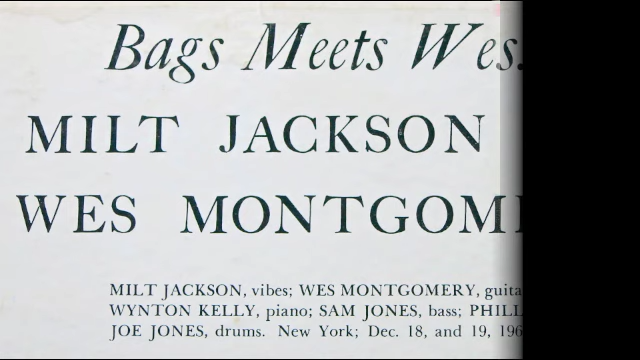 Bags Meets Wes.
MILT JACKSON
WES MONTGOM
MILT JACKSON, vibes; WES MONTGOMERY, guita
WYNTON KELLY, piano; SAM JONES, bass; PHILL
JOE JONES, drums. New York; Dec. 18, and 19, 196